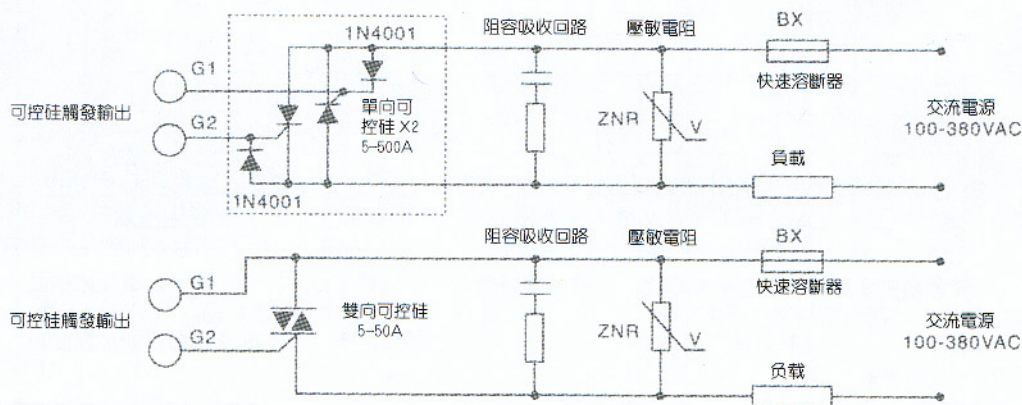 1N4001
阻容吸收回路
壓敏電阻
BX
G1
快速溶斷器
可控硅觸發輸出
單向可
控硅 X2
5-500A
ZNR
V
交流電源
100-380VAC
G2
負載
1N4001
阻容吸收回路
壓敏電阻
BX
G1
快速溶斷器
可控硅觸發輸出
雙向可控硅
5-50A
ZNR
V
交流電源
100-380VAC
G2
负载